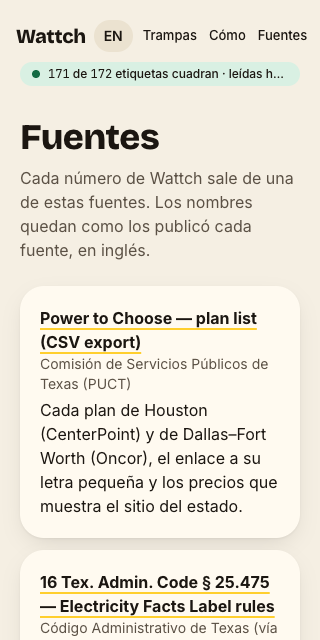 Wattch EN Trampas Cómo Fuentes
171 de 172 etiquetas cuadran · leídas h...
Fuentes
Cada número de Wattch sale de una
de estas fuentes. Los nombres
quedan como los publicó cada
fuente, en inglés.
Power to Choose — plan list
(CSV export)
Comisión de Servicios Públicos de
Texas (PUCT)
Cada plan de Houston
(CenterPoint) y de Dallas–Fort
Worth (Oncor), el enlace a su
letra pequeña y los precios que
muestra el sitio del estado.
16 Tex. Admin. Code § 25.475
— Electricity Facts Label rules
Código Administrativo de Texas (vía